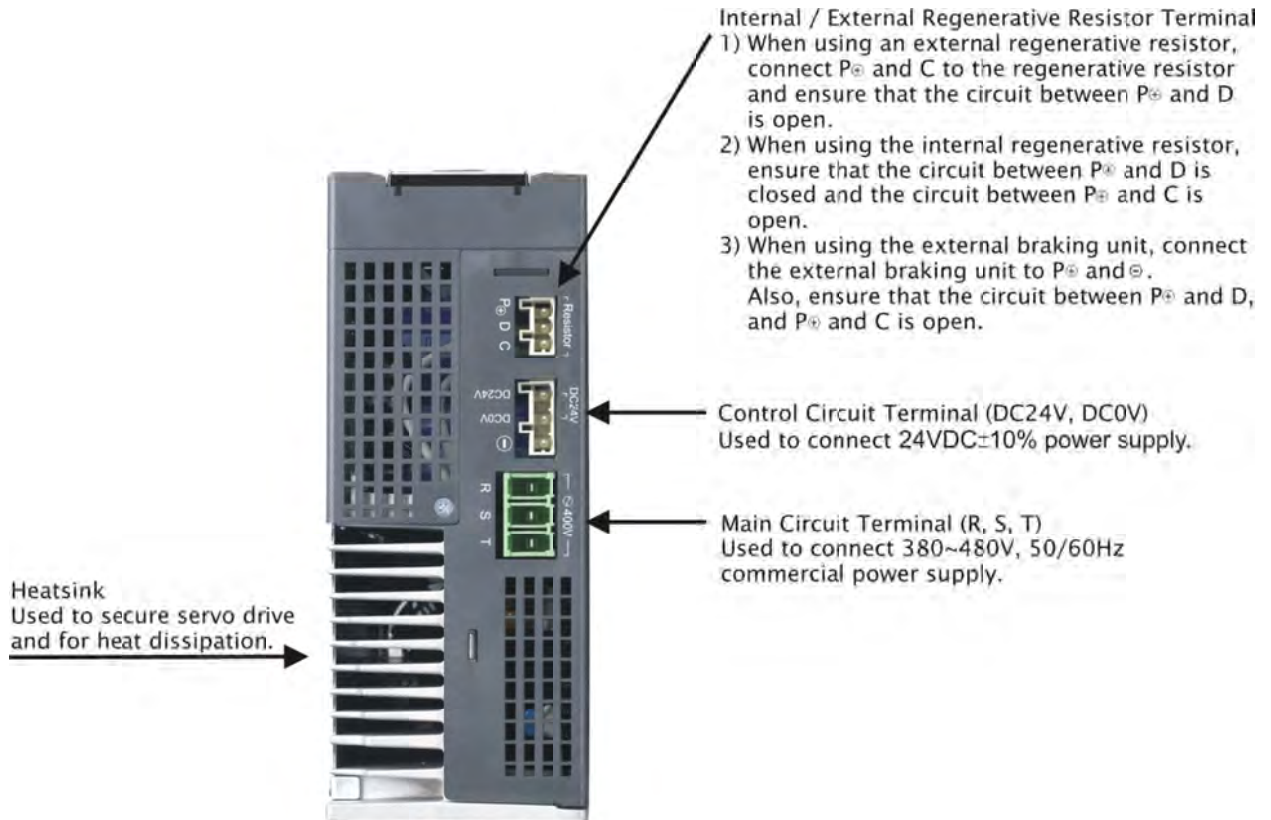 Internal / External Regenerative Resistor Terminal
1) When using an external regenerative resistor,
connect P⊕ and C to the regenerative resistor
and ensure that the circuit between P⊕ and D
is open.
2) When using the internal regenerative resistor,
ensure that the circuit between P⊕ and D is
closed and the circuit between P⊕ and C is
open.
3) When using the external braking unit, connect
the external braking unit to P⊕ and⊖.
Also, ensure that the circuit between P⊕ and D,
and P⊕ and C is open.
P⊕ D C
Resistor
DC24V
DC0V
⊖
DC24V
Control Circuit Terminal (DC24V, DC0V)
Used to connect 24VDC±10% power supply.
R S T
400V
Main Circuit Terminal (R, S, T)
Used to connect 380~480V, 50/60Hz
commercial power supply.
Heatsink
Used to secure servo drive
and for heat dissipation.